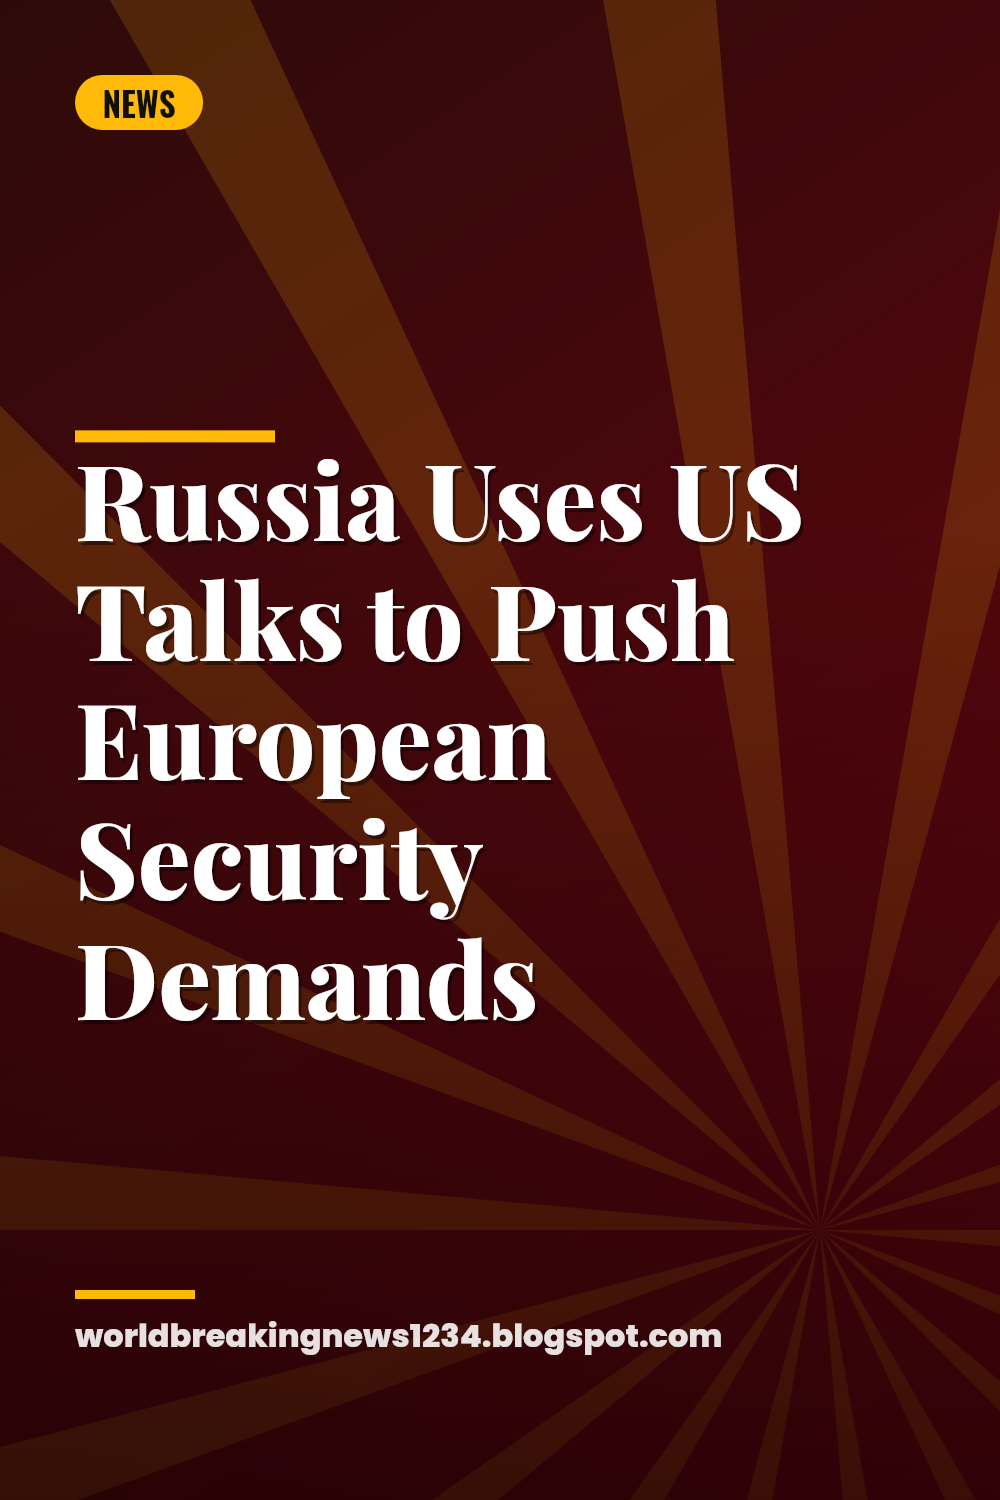 NEWS
Russia Uses US
Talks to Push
European
Security
Demands
worldbreakingnews1234.blogspot.com